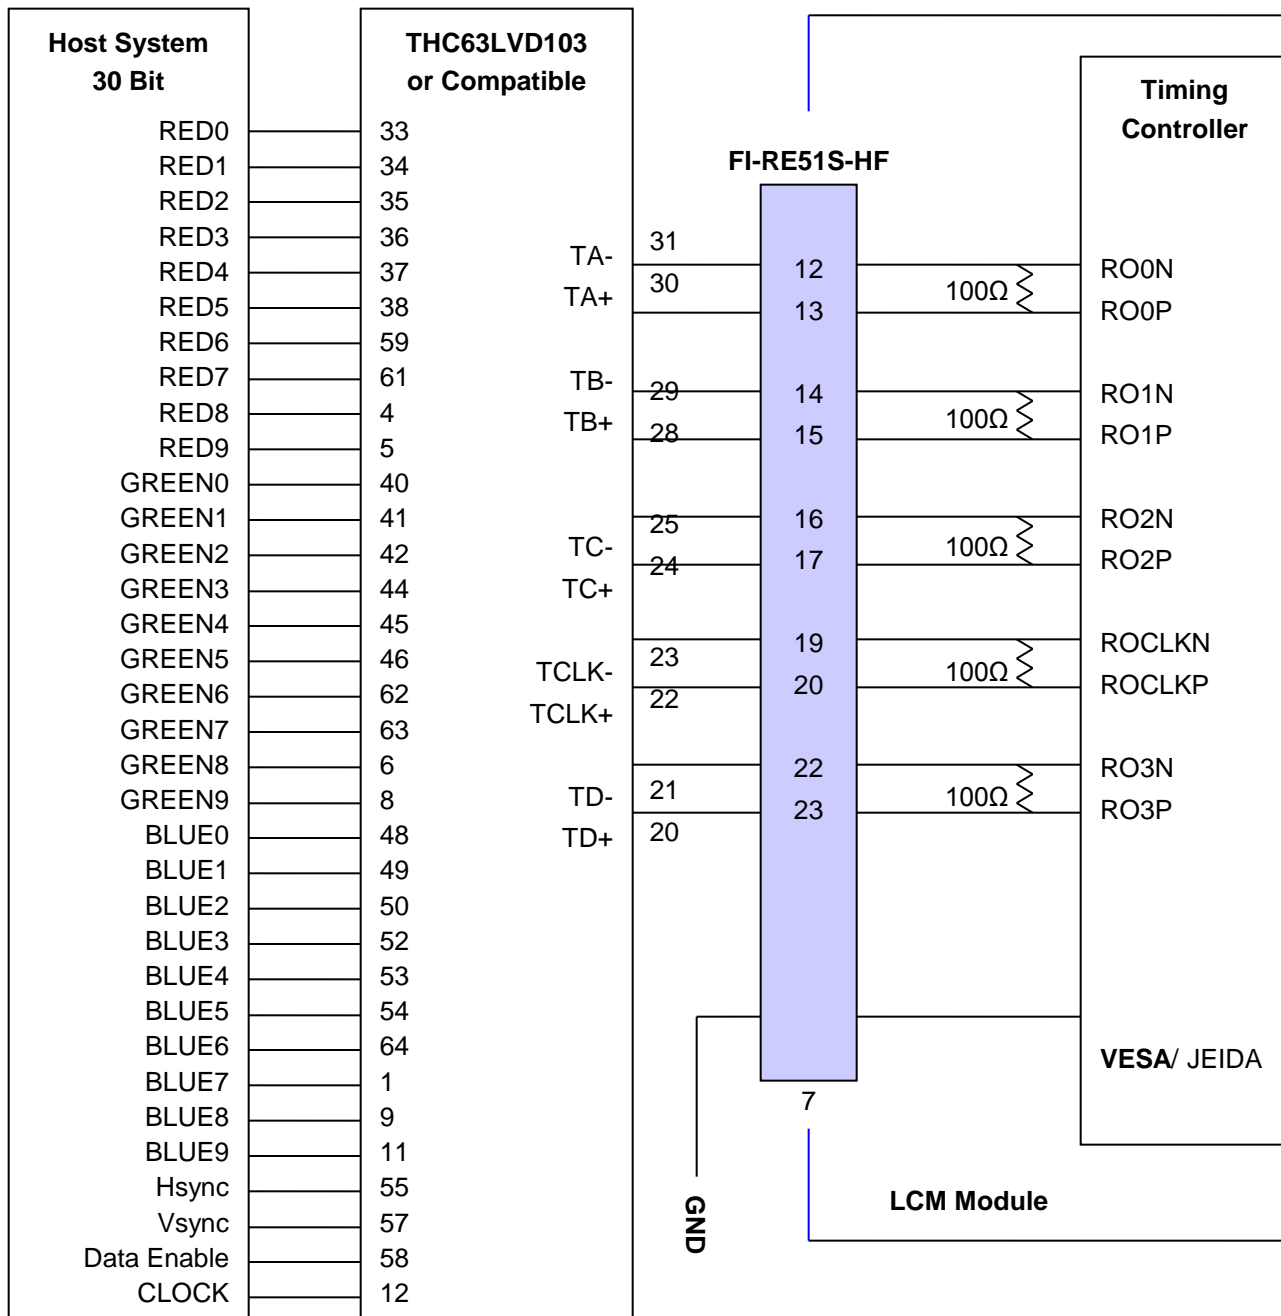 Host System
30 Bit
RED0
RED1
RED2
RED3
RED4
RED5
RED6
RED7
RED8
RED9
GREEN0
GREEN1
GREEN2
GREEN3
GREEN4
GREEN5
GREEN6
GREEN7
GREEN8
GREEN9
BLUE0
BLUE1
BLUE2
BLUE3
BLUE4
BLUE5
BLUE6
BLUE7
BLUE8
BLUE9
Hsync
Vsync
Data Enable
CLOCK
THC63LVD103
or Compatible
33
34
35
36
37
38
59
61
4
5
40
41
42
44
45
46
62
63
6
8
48
49
50
52
53
54
64
1
9
11
55
57
58
12
TA-
TA+
TB-
TB+
TC-
TC+
TCLK-
TCLK+
TD-
TD+
31
30
29
28
25
24
23
22
21
20
FI-RE51S-HF
12
13
14
15
16
17
19
20
22
23
7
GND
100Ω
100Ω
100Ω
100Ω
100Ω
Timing
Controller
RO0N
RO0P
RO1N
RO1P
RO2N
RO2P
ROCLKN
ROCLKP
RO3N
RO3P
VESA/ JEIDA
LCM Module